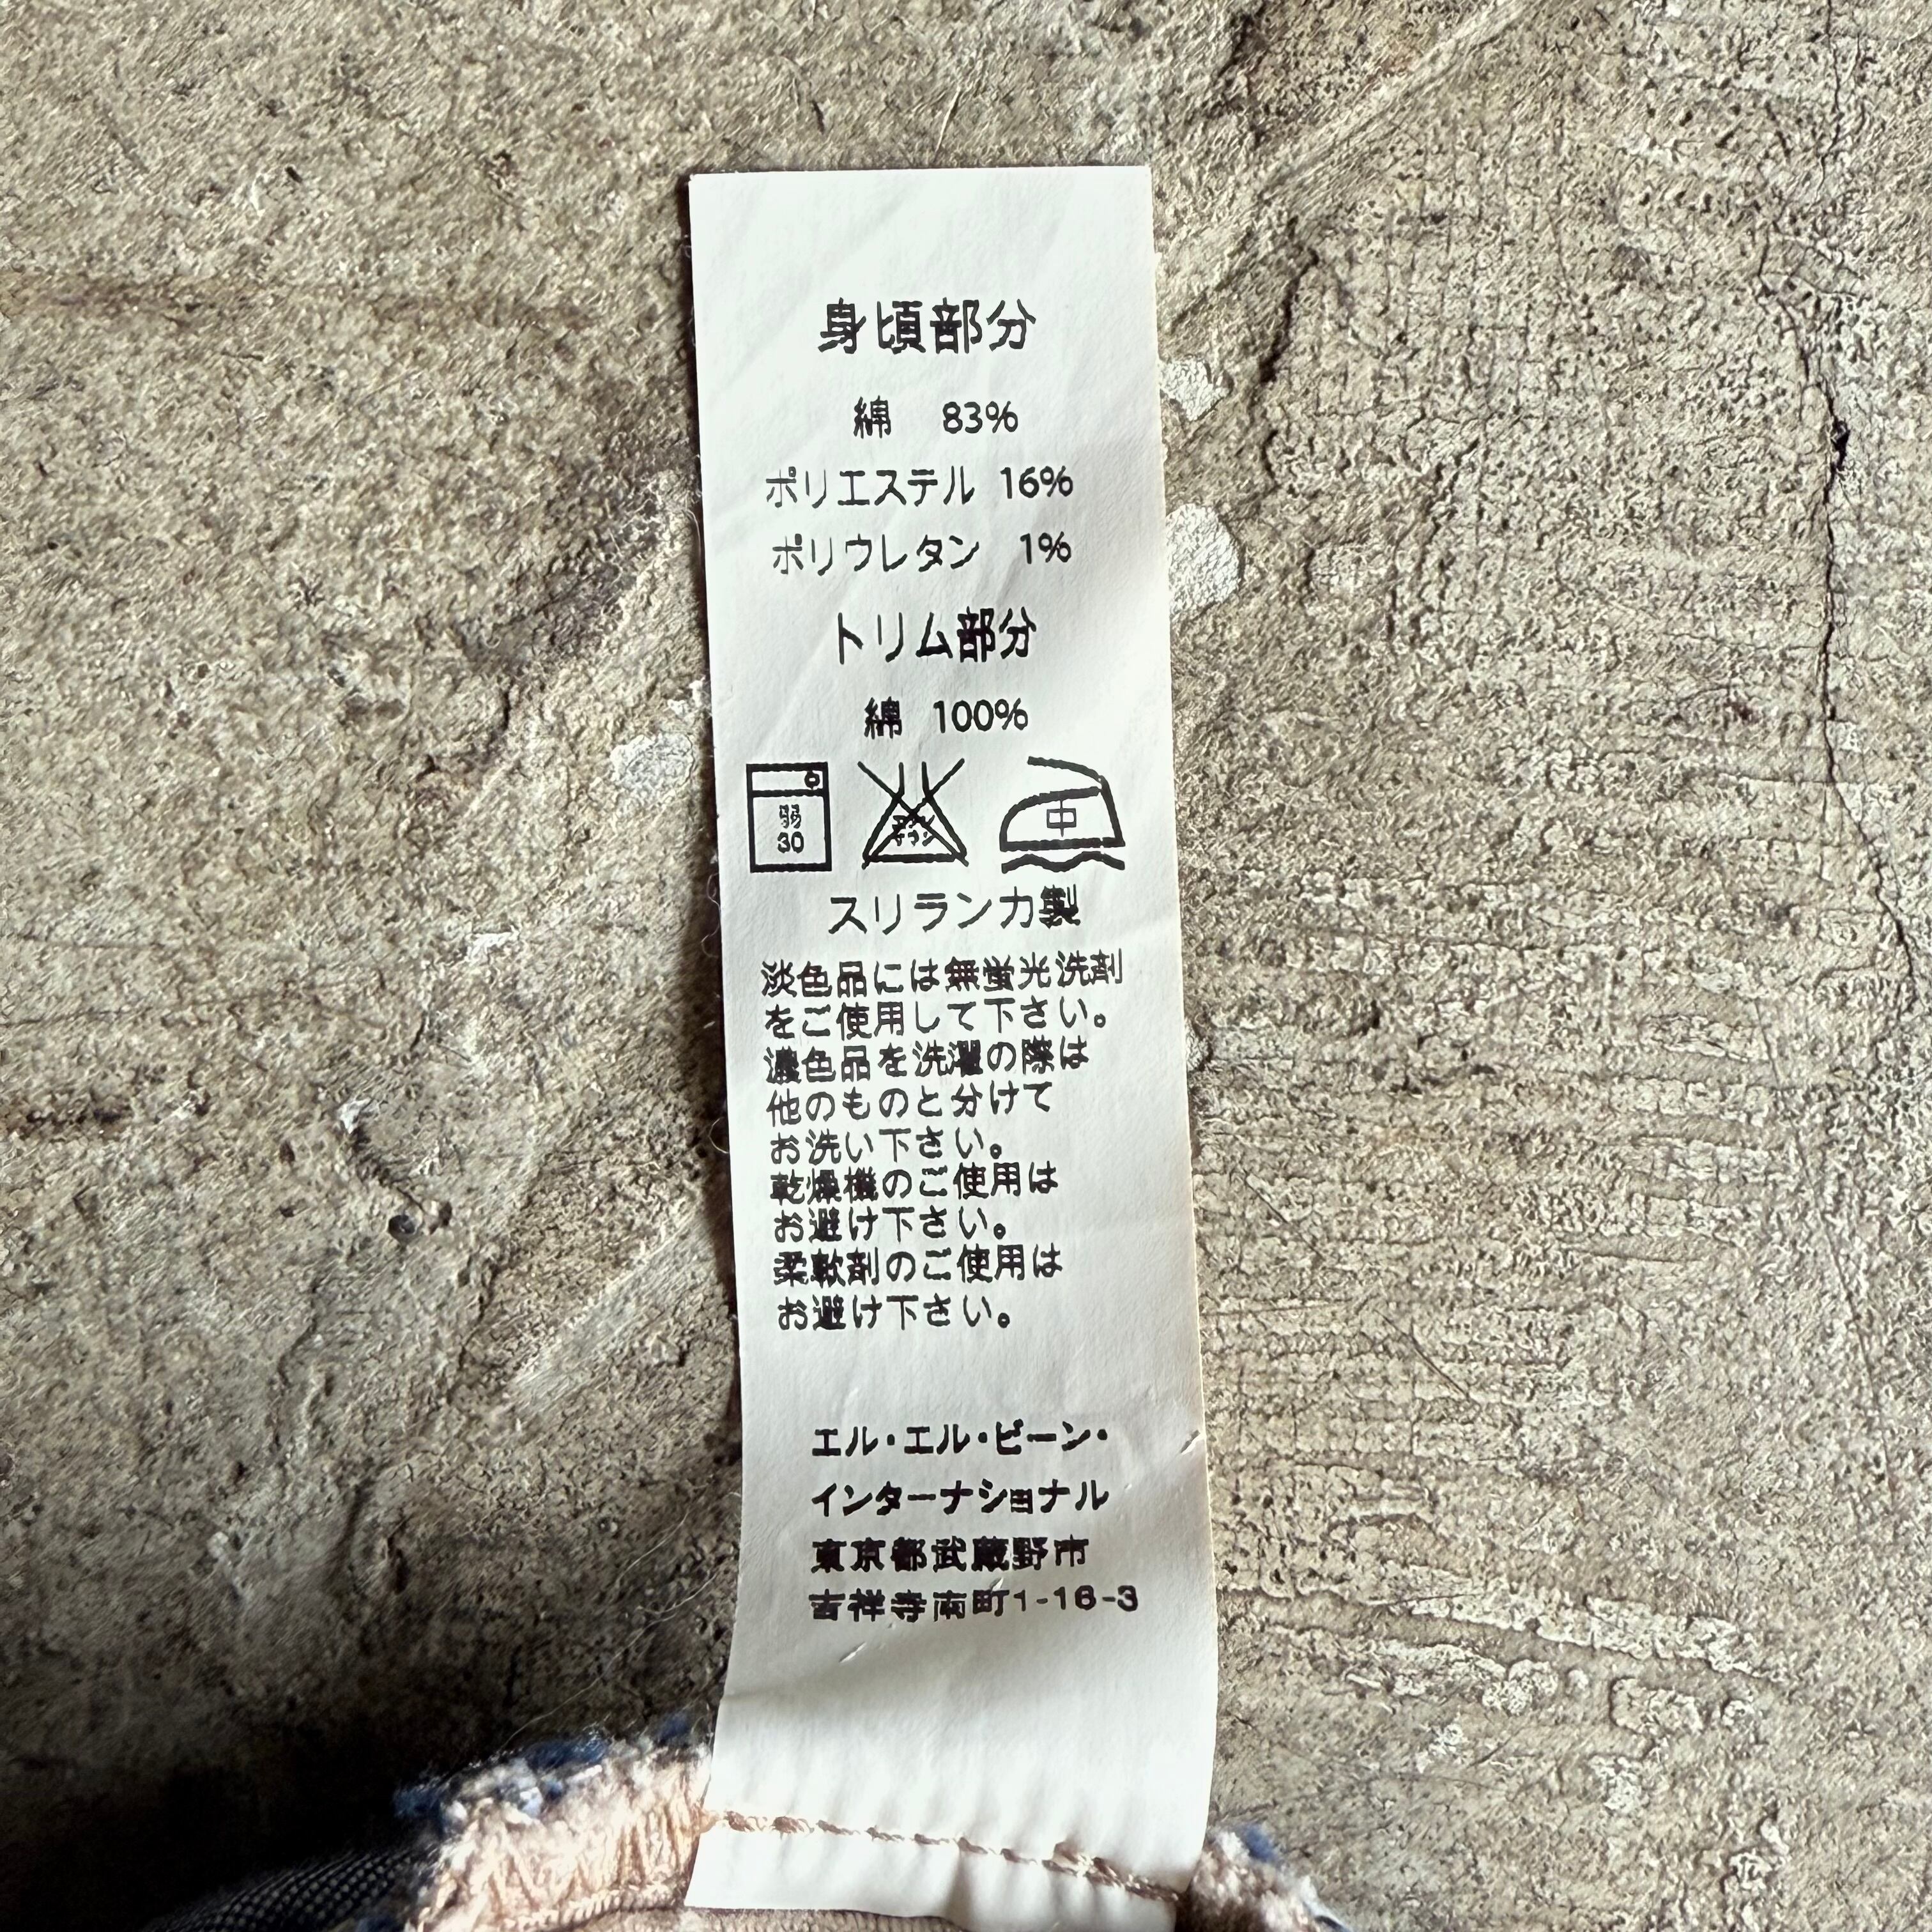 身頃部分
綿 83%
ポリエステル 16%
ポリウレタン 1%
トリム部分
綿 100%
弱
30
エンソ
サラシ
中
スリランカ製
淡色品には無蛍光洗剤
をご使用して下さい。
濃色品を洗濯の際は
他のものと分けて
お洗い下さい。
乾燥機のご使用は
お避け下さい。
柔軟剤のご使用は
お避け下さい。
エル・エル・ビーン・
インターナショナル
東京都武蔵野市
吉祥寺南町1-16-3